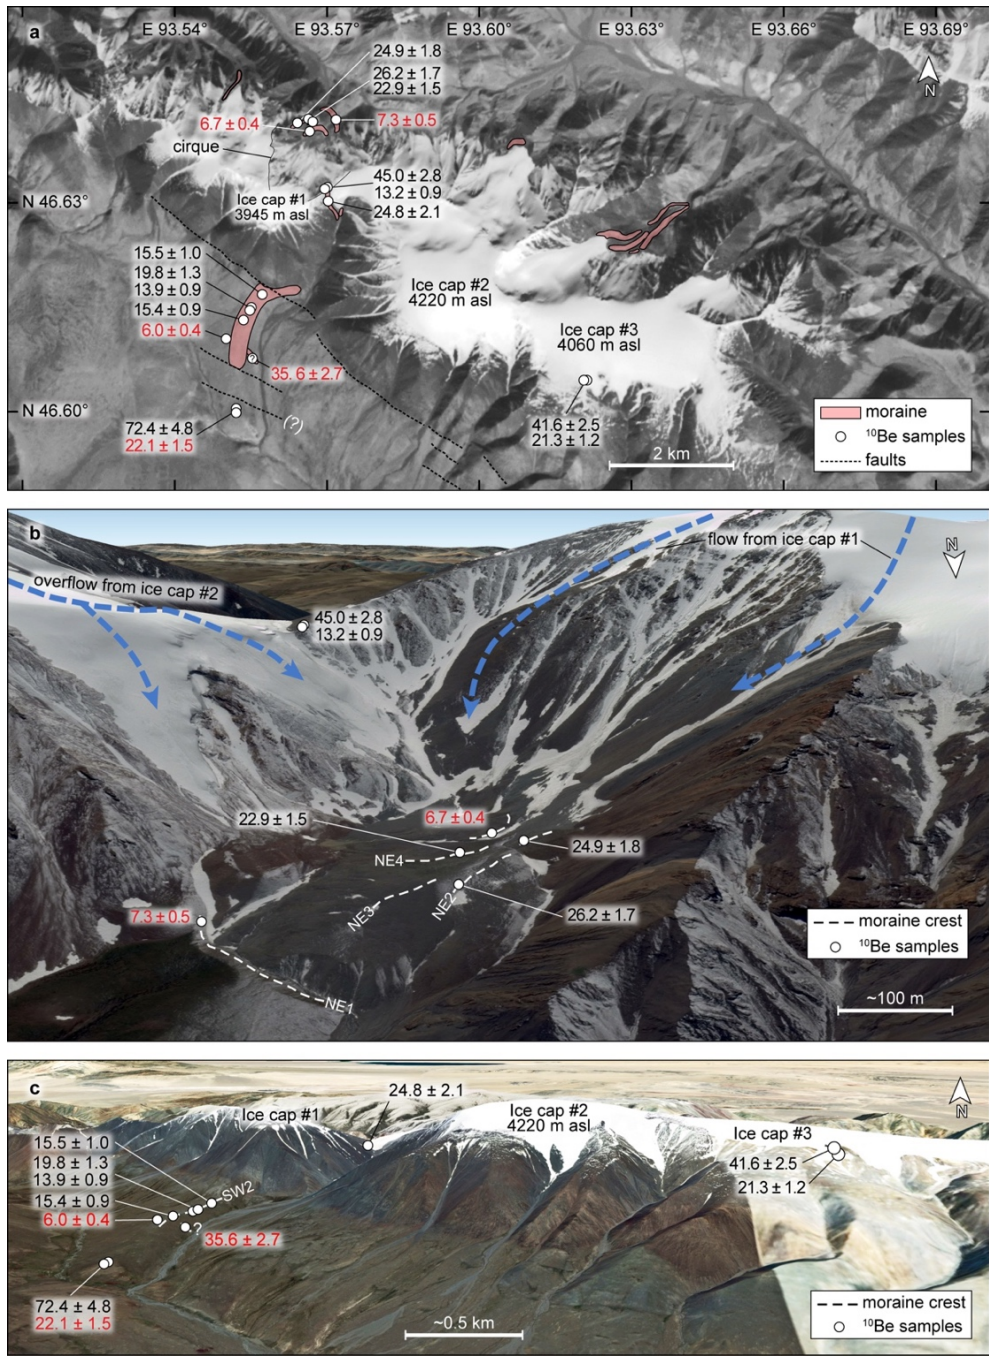 a
E 93.54° E 93.57° E 93.60° E 93.63° E 93.66° E 93.69°
24.9 ± 1.8
26.2 ± 1.7
22.9 ± 1.5
6.7 ± 0.4
7.3 ± 0.5
N
cirque
45.0 ± 2.8
13.2 ± 0.9
24.8 ± 2.1
N 46.63°
Ice cap #1
3945 m asl
15.5 ± 1.0
19.8 ± 1.3
13.9 ± 0.9
15.4 ± 0.9
6.0 ± 0.4
Ice cap #2
4220 m asl
Ice cap #3
4060 m asl
?
35. 6 ± 2.7
N 46.60°
72.4 ± 4.8
22.1 ± 1.5
(?)
41.6 ± 2.5
21.3 ± 1.2
2 km
moraine
¹⁰Be samples
faults
b
flow from ice cap #1
N
overflow from ice cap #2
45.0 ± 2.8
13.2 ± 0.9
22.9 ± 1.5
6.7 ± 0.4
24.9 ± 1.8
NE4
NE3
NE2
26.2 ± 1.7
7.3 ± 0.5
NE1
moraine crest
¹⁰Be samples
~100 m
c
24.8 ± 2.1
N
Ice cap #1
Ice cap #2
4220 m asl
Ice cap #3
15.5 ± 1.0
19.8 ± 1.3
13.9 ± 0.9
15.4 ± 0.9
6.0 ± 0.4
SW2
?
35.6 ± 2.7
41.6 ± 2.5
21.3 ± 1.2
72.4 ± 4.8
22.1 ± 1.5
~0.5 km
moraine crest
¹⁰Be samples